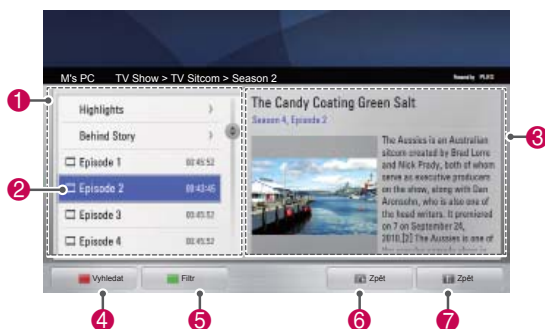 M's PC TV Show > TV Sitcom > Season 2
Powered by PLEX
1
Highlights
Behind Story
Episode 1 00:45:52
2
Episode 2 00:43:45
Episode 3 00:45:52
Episode 4 00:45:52
The Candy Coating Green Salt
Season 4, Episode 2
The Aussies is an Australian
sitcom created by Brad Lorre
and Nick Prady, both of whom
serve as executive producers
on the show, along with Dan
Aronsohn, who is also one of
the head writers. It premiered
on 7 on September 24,
2010.[2] The Aussies is one of
3
Vyhledat
Filtr
Zpět
Zpět
4
5
6
7